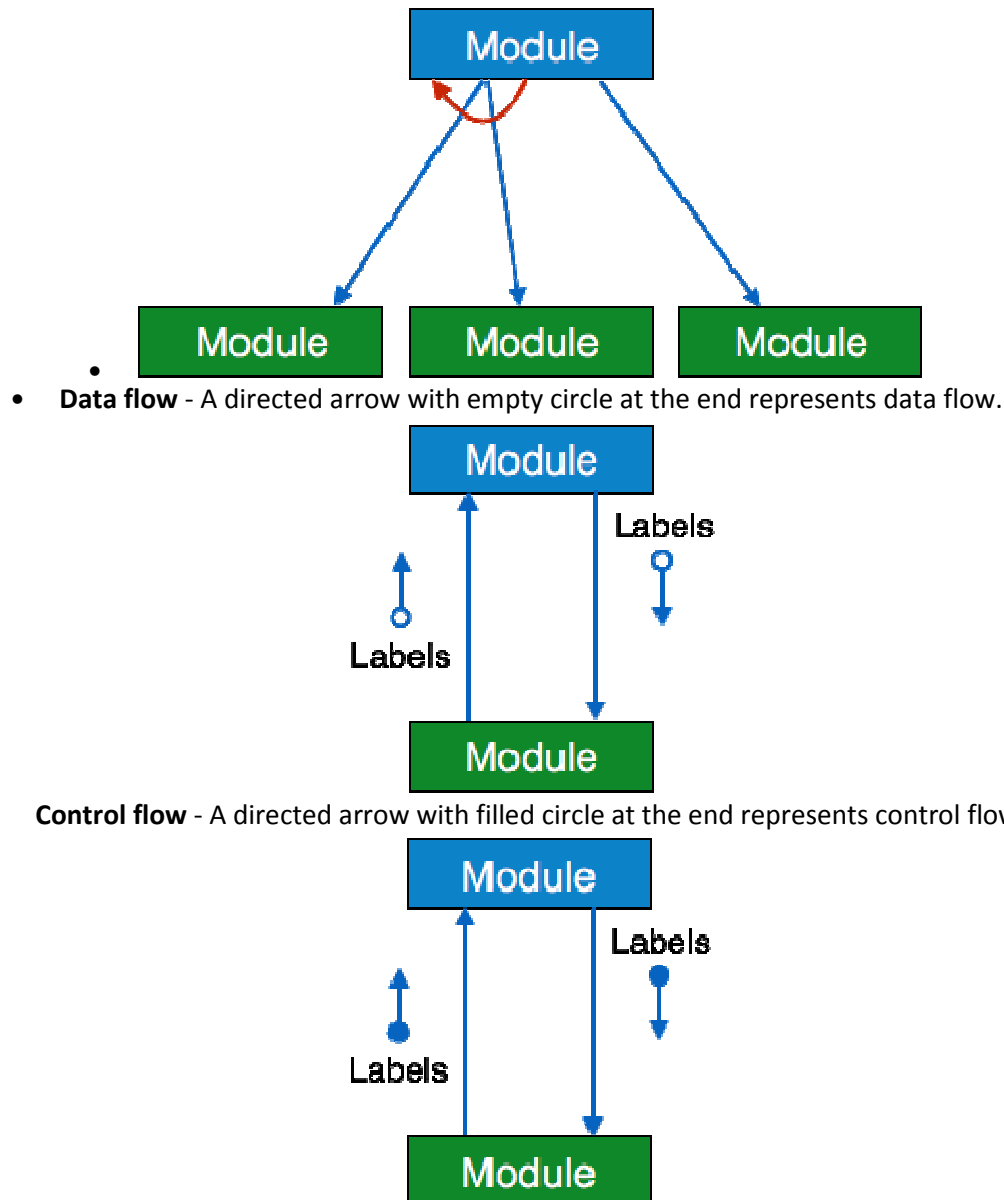 Module
Module Module Module
•
• Data flow - A directed arrow with empty circle at the end represents data flow.
Module
Labels
Labels
Module
Control flow - A directed arrow with filled circle at the end represents control flow
Module
Labels
Labels
Module